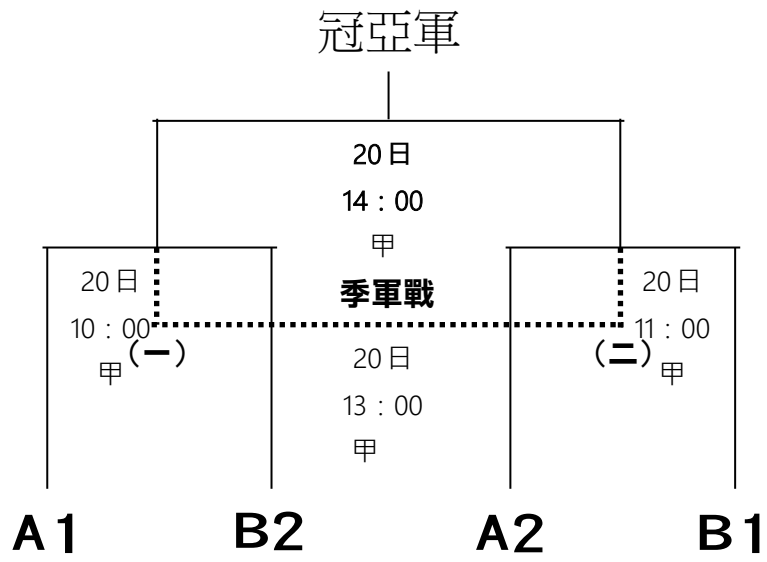 冠亞軍
20日
14：00
甲
季軍戰
20日
10：00
甲
(一)
20日
13：00
甲
20日
11：00
甲
(二)
A1
B2
A2
B1